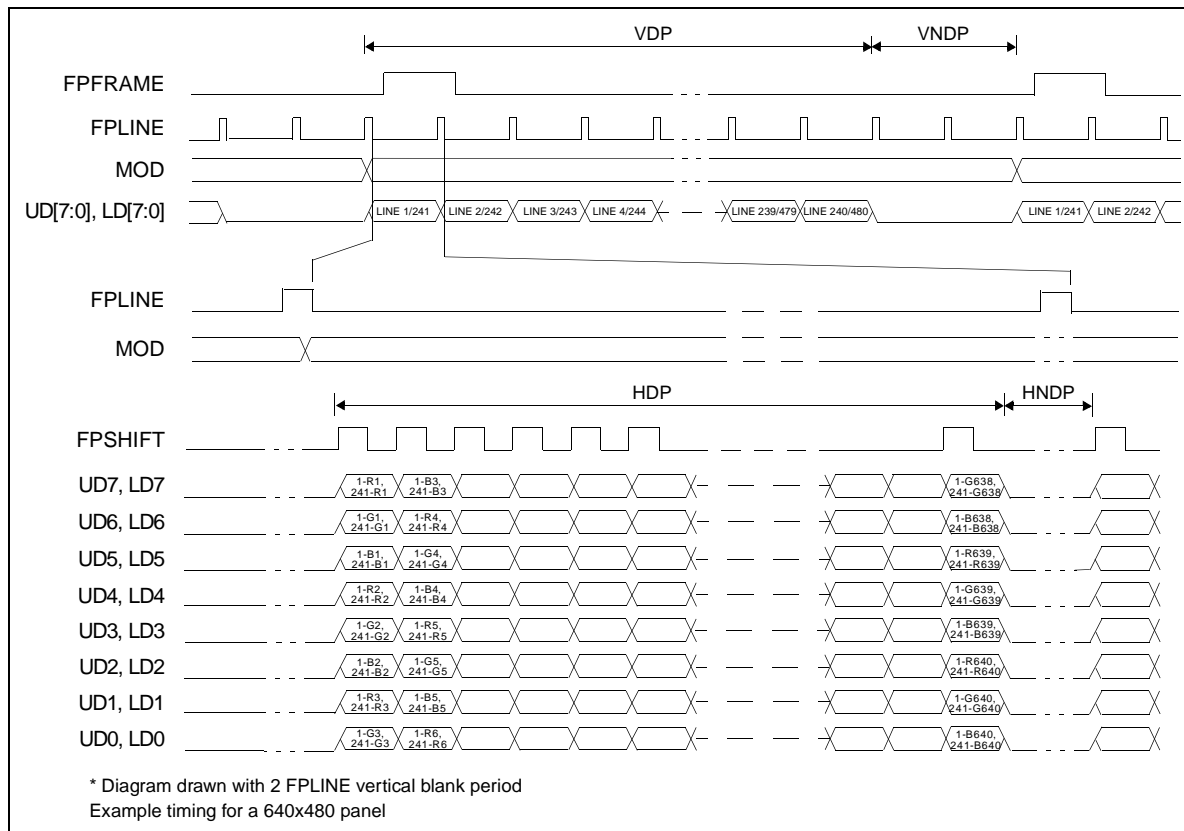 VDP VNDP
FPFRAME
FPLINE
MOD
UD[7:0], LD[7:0] LINE 1/241 LINE 2/242 LINE 3/243 LINE 4/244 LINE 239/479 LINE 240/480 LINE 1/241 LINE 2/242
FPLINE
MOD
HDP HNDP
FPSHIFT
UD7, LD7 1-R1, 241-R1 1-B3, 241-B3 1-G638, 241-G638
UD6, LD6 1-G1, 241-G1 1-R4, 241-R4 1-B638, 241-B638
UD5, LD5 1-B1, 241-B1 1-G4, 241-G4 1-R639, 241-R639
UD4, LD4 1-R2, 241-R2 1-B4, 241-B4 1-G639, 241-G639
UD3, LD3 1-G2, 241-G2 1-R5, 241-R5 1-B639, 241-B639
UD2, LD2 1-B2, 241-B2 1-G5, 241-G5 1-R640, 241-R640
UD1, LD1 1-R3, 241-R3 1-B5, 241-B5 1-G640, 241-G640
UD0, LD0 1-G3, 241-G3 1-R6, 241-R6 1-B640, 241-B640
* Diagram drawn with 2 FPLINE vertical blank period
Example timing for a 640x480 panel